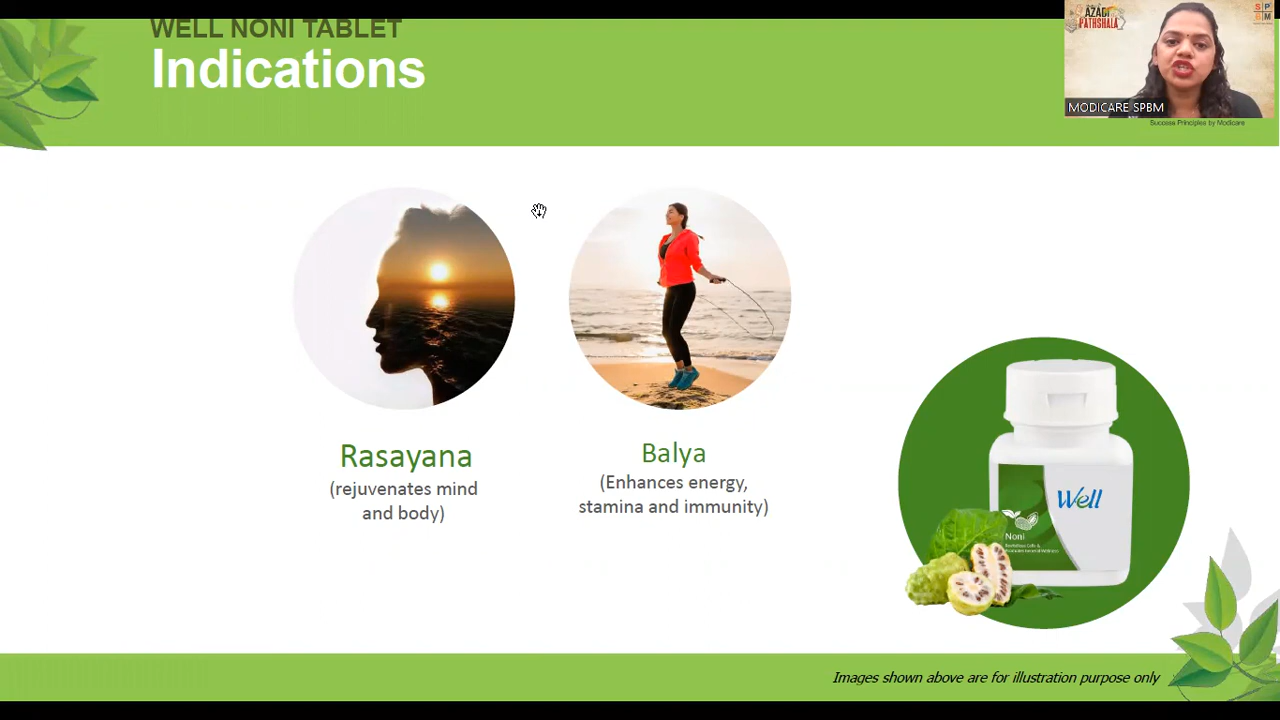 WELL NONI TABLET
Indications
AZADI
PATHSHALA
S P
B M
MODICARE SPBM
Success Principles by Modicare
Rasayana
(rejuvenates mind
and body)
Balya
(Enhances energy,
stamina and immunity)
Well
Noni
Images shown above are for illustration purpose only